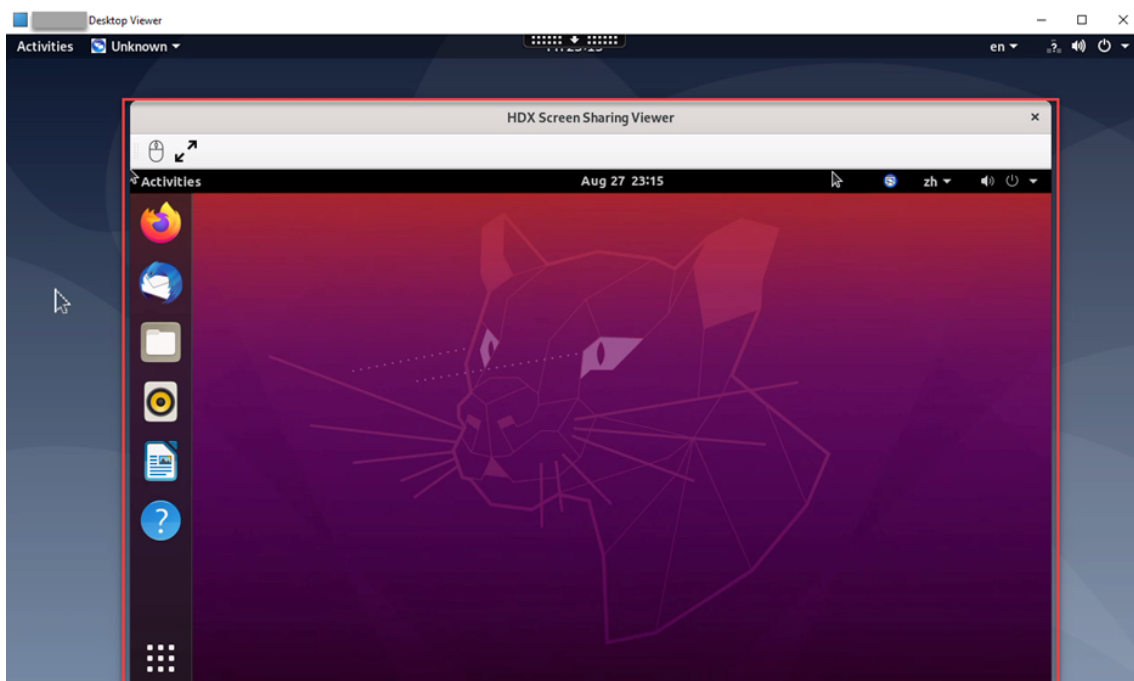 Desktop Viewer
Activities Unknown en
HDX Screen Sharing Viewer
Activities Aug 27 23:15 zh
?